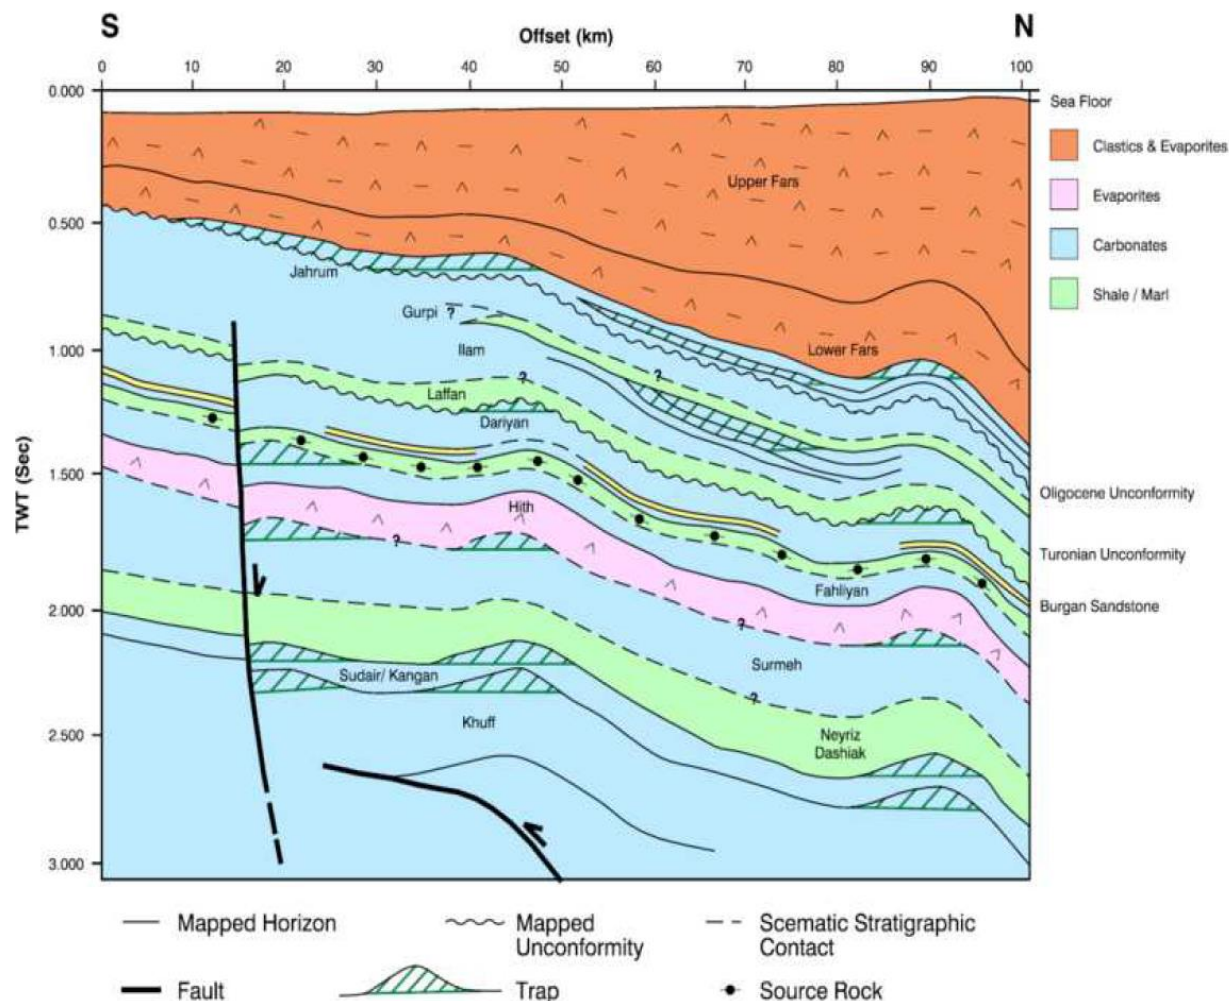 S
N
Offset (km)
0 10 20 30 40 50 60 70 80 90 100
0.000
0.500
1.000
1.500
2.000
2.500
3.000
TWT (Sec)
Sea Floor
Clastics & Evaporites
Evaporites
Carbonates
Shale / Marl
Upper Fars
Jahrum
Gurpi ?
Ilam
Lower Fars
?
?
Laffan
Dariyan
Hith
?
Fahliyan
?
Surmeh
Sudair/ Kangan
?
Khuff
Neyriz
Dashiak
Oligocene Unconformity
Turonian Unconformity
Burgan Sandstone
Mapped Horizon
Mapped
Unconformity
Scematic Stratigraphic
Contact
Fault
Trap
Source Rock